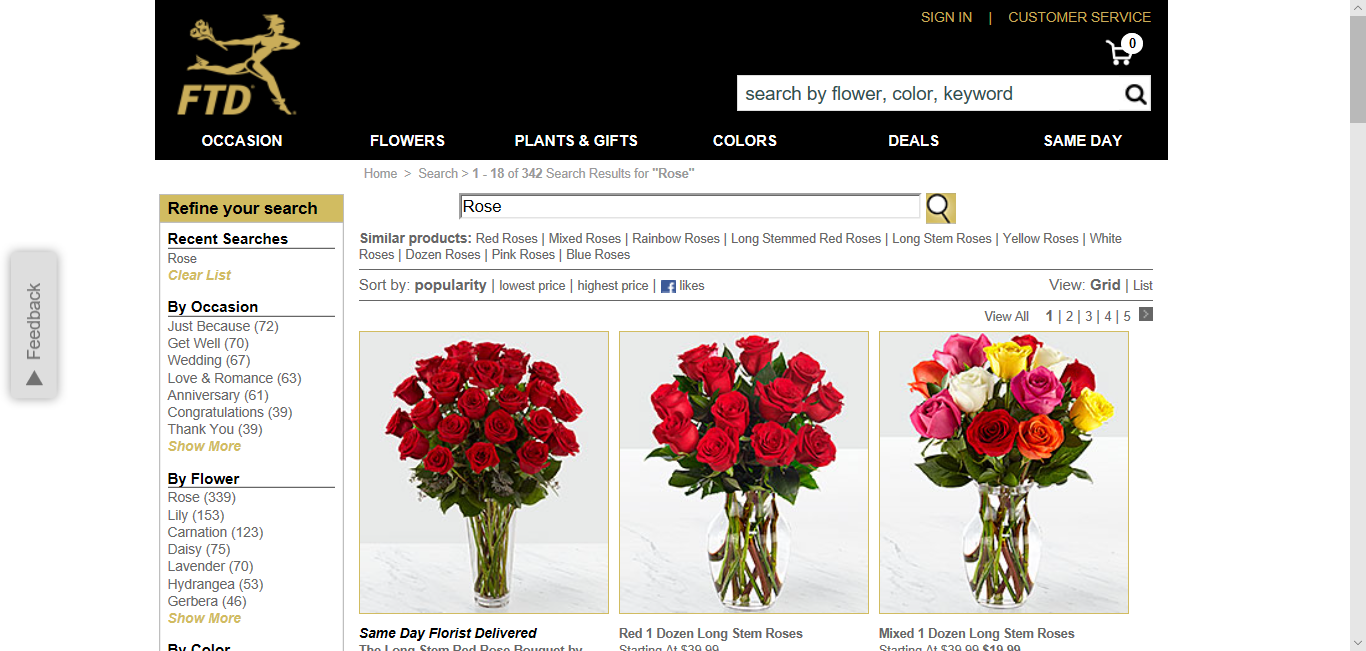 SIGN IN | CUSTOMER SERVICE
0
FTD
search by flower, color, keyword
OCCASION FLOWERS PLANTS & GIFTS COLORS DEALS SAME DAY
Home > Search > 1 - 18 of 342 Search Results for "Rose"
Refine your search
Recent Searches
Rose
Clear List
By Occasion
Just Because (72)
Get Well (70)
Wedding (67)
Love & Romance (63)
Anniversary (61)
Congratulations (39)
Thank You (39)
Show More
By Flower
Rose (339)
Lily (153)
Carnation (123)
Daisy (75)
Lavender (70)
Hydrangea (53)
Gerbera (46)
Show More
By Color
Feedback
Rose
Similar products: Red Roses | Mixed Roses | Rainbow Roses | Long Stemmed Red Roses | Long Stem Roses | Yellow Roses | White
Roses | Dozen Roses | Pink Roses | Blue Roses
Sort by: popularity | lowest price | highest price | likes
View: Grid | List
View All 1 | 2 | 3 | 4 | 5
Same Day Florist Delivered
The Long Stem Red Rose Bouquet by
Red 1 Dozen Long Stem Roses
Starting At $39.99
Mixed 1 Dozen Long Stem Roses
Starting At $39.99 $19.99